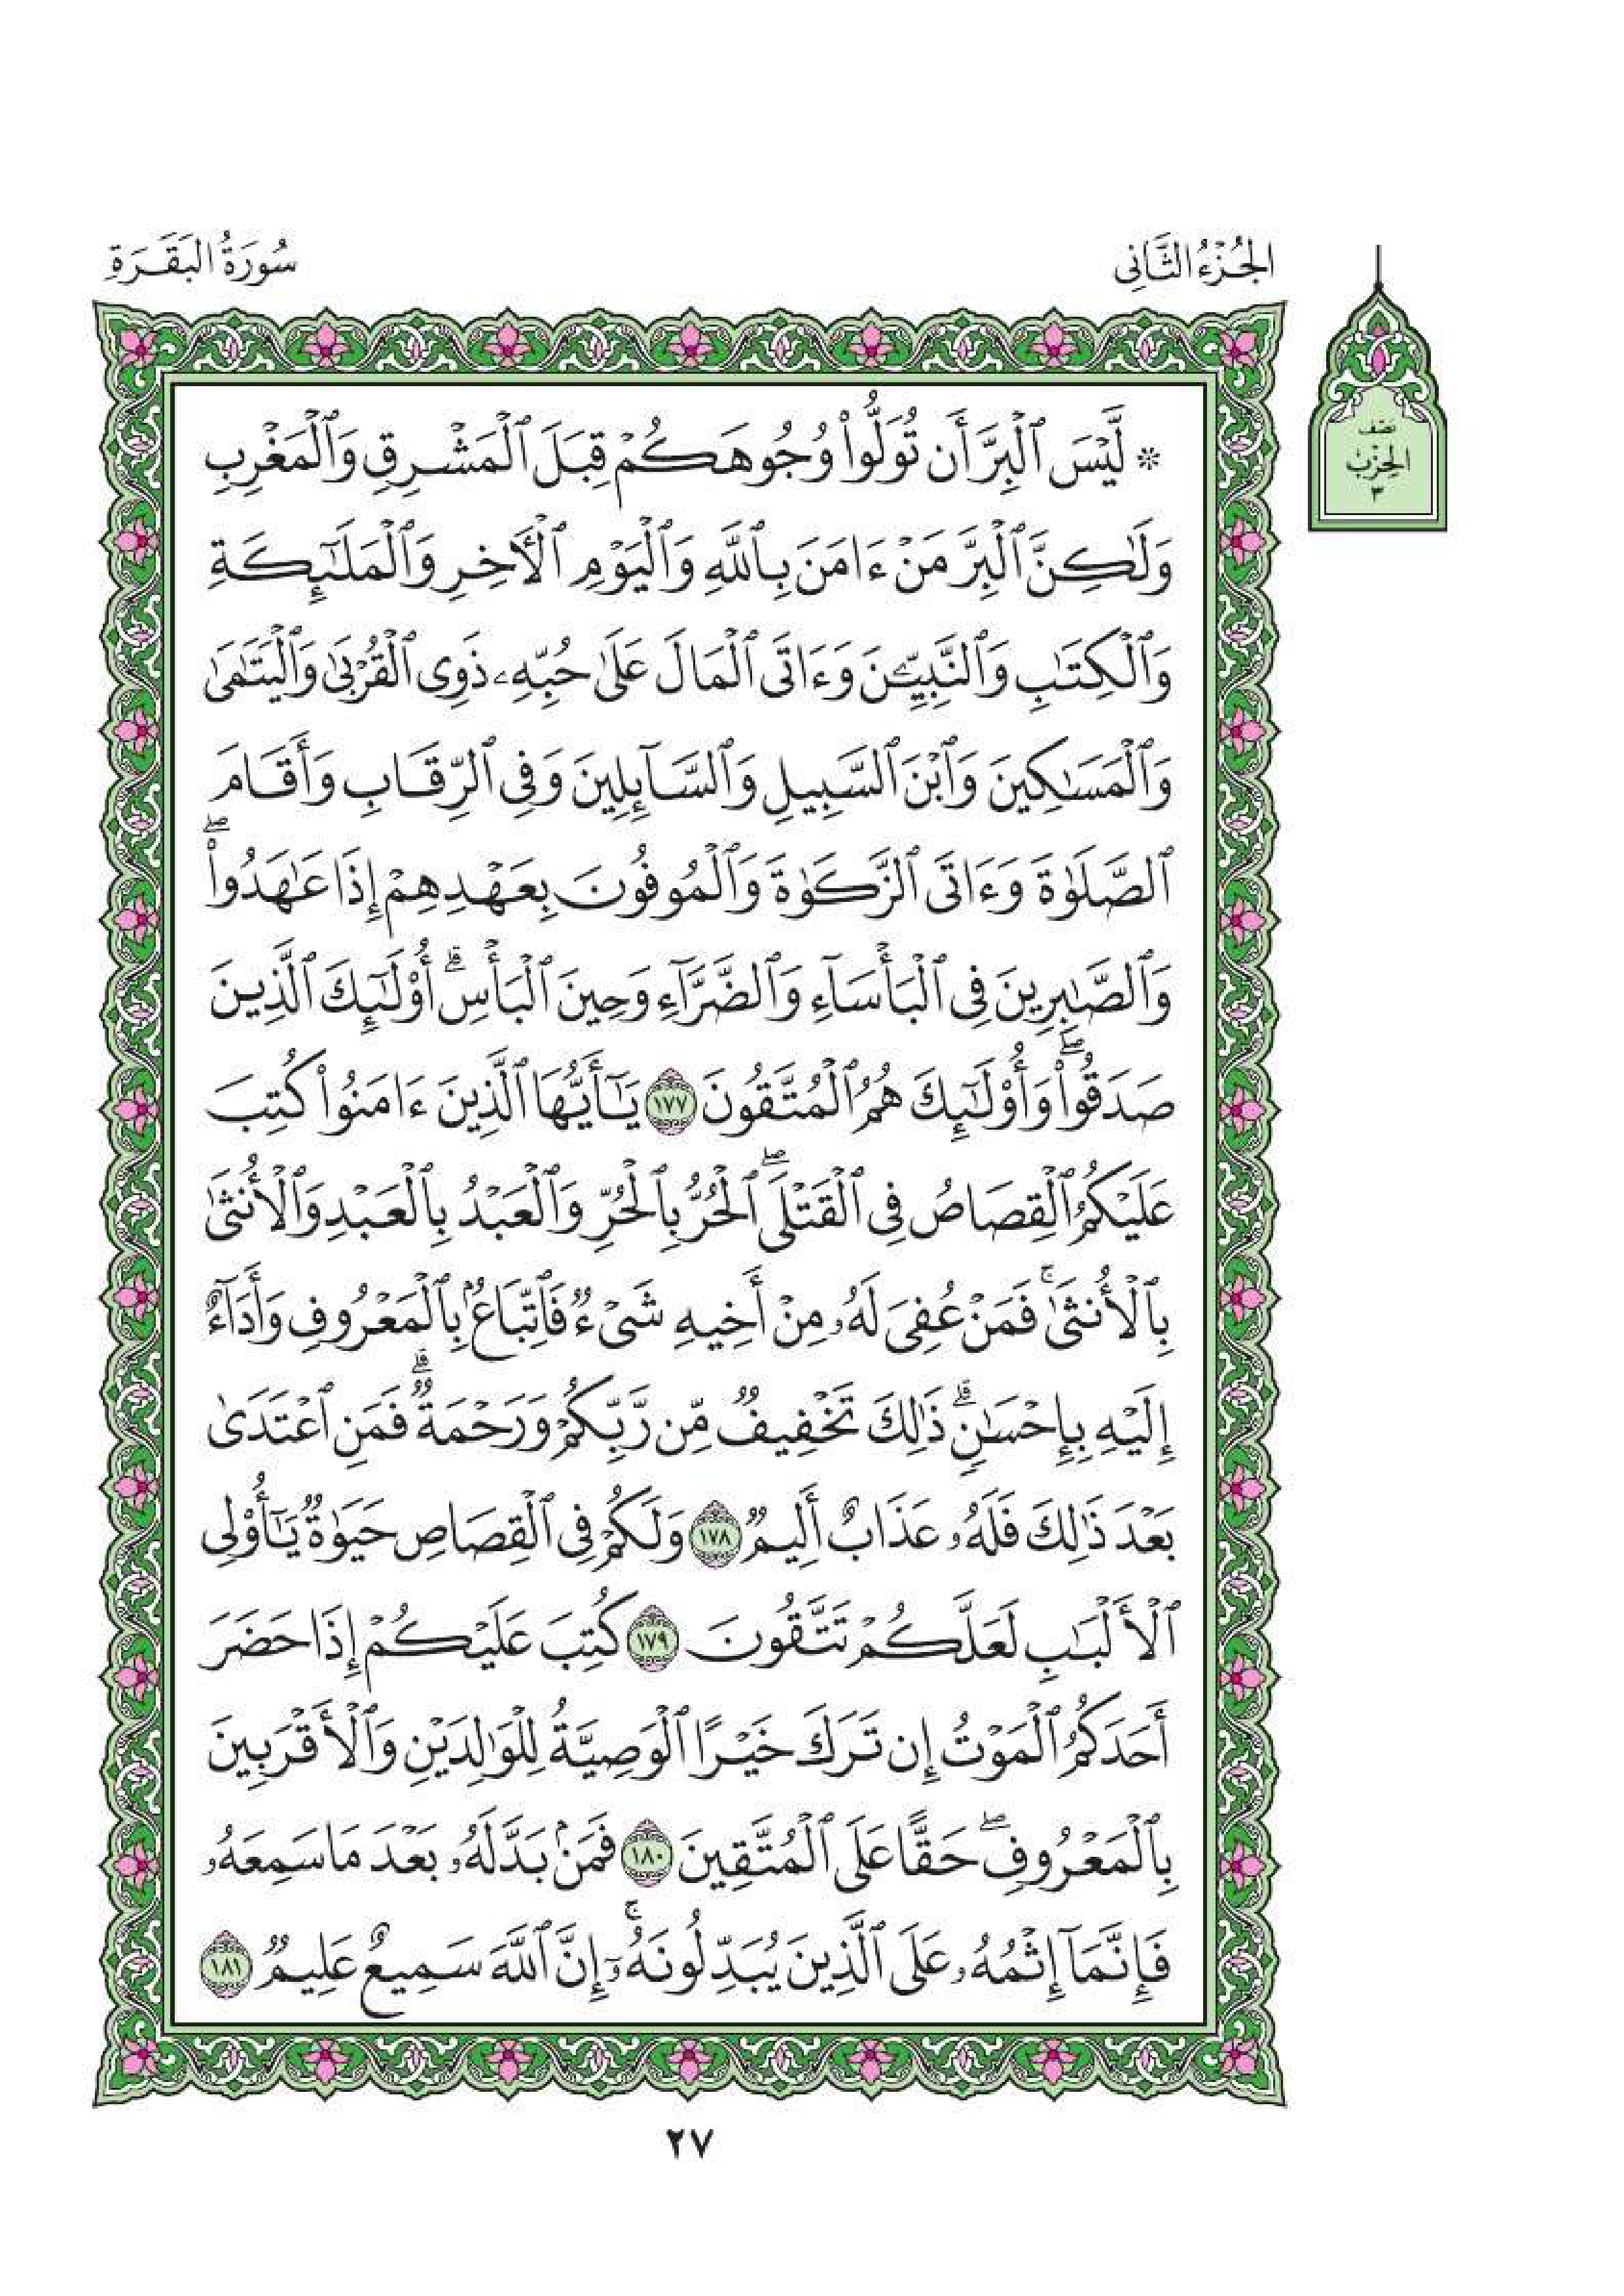 الجُزْءُ الثَّانِى
سُورَةُ البَقَرَةِ
نصف
الحِزْب
٣
* لَّيْسَ ٱلْبِرَّ أَن تُوَلُّوا۟ وُجُوهَكُمْ قِبَلَ ٱلْمَشْرِقِ وَٱلْمَغْرِبِ
وَلَٰكِنَّ ٱلْبِرَّ مَنْ ءَامَنَ بِٱللَّهِ وَٱلْيَوْمِ ٱلْـَٔاخِرِ وَٱلْمَلَٰٓئِكَةِ
وَٱلْكِتَٰبِ وَٱلنَّبِيِّـۧنَ وَءَاتَى ٱلْمَالَ عَلَىٰ حُبِّهِۦ ذَوِى ٱلْقُرْبَىٰ وَٱلْيَتَٰمَىٰ
وَٱلْمَسَٰكِينَ وَٱبْنَ ٱلسَّبِيلِ وَٱلسَّآئِلِينَ وَفِى ٱلرِّقَابِ وَأَقَامَ
ٱلصَّلَوٰةَ وَءَاتَى ٱلزَّكَوٰةَ وَٱلْمُوفُونَ بِعَهْدِهِمْ إِذَا عَٰهَدُوا۟ۖ
وَٱلصَّٰبِرِينَ فِى ٱلْبَأْسَآءِ وَٱلضَّرَّآءِ وَحِينَ ٱلْبَأْسِۗ أُو۟لَٰٓئِكَ ٱلَّذِينَ
صَدَقُوا۟ۖ وَأُو۟لَٰٓئِكَ هُمُ ٱلْمُتَّقُونَ ١٧٧ يَٰٓأَيُّهَا ٱلَّذِينَ ءَامَنُوا۟ كُتِبَ
عَلَيْكُمُ ٱلْقِصَاصُ فِى ٱلْقَتْلَىۖ ٱلْحُرُّ بِٱلْحُرِّ وَٱلْعَبْدُ بِٱلْعَبْدِ وَٱلْأُنثَىٰ
بِٱلْأُنثَىٰۚ فَمَنْ عُفِىَ لَهُۥ مِنْ أَخِيهِ شَىْءٌ فَٱتِّبَاعٌۢ بِٱلْمَعْرُوفِ وَأَدَآءٌ
إِلَيْهِ بِإِحْسَٰنٍۗ ذَٰلِكَ تَخْفِيفٌ مِّن رَّبِّكُمْ وَرَحْمَةٌۗ فَمَنِ ٱعْتَدَىٰ
بَعْدَ ذَٰلِكَ فَلَهُۥ عَذَابٌ أَلِيمٌ ١٧٨ وَلَكُمْ فِى ٱلْقِصَاصِ حَيَوٰةٌ يَٰٓأُو۟لِى
ٱلْأَلْبَٰبِ لَعَلَّكُمْ تَتَّقُونَ ١٧٩ كُتِبَ عَلَيْكُمْ إِذَا حَضَرَ
أَحَدَكُمُ ٱلْمَوْتُ إِن تَرَكَ خَيْرًا ٱلْوَصِيَّةُ لِلْوَٰلِدَيْنِ وَٱلْأَقْرَبِينَ
بِٱلْمَعْرُوفِۖ حَقًّا عَلَى ٱلْمُتَّقِينَ ١٨٠ فَمَنۢ بَدَّلَهُۥ بَعْدَ مَا سَمِعَهُۥ
فَإِنَّمَآ إِثْمُهُۥ عَلَى ٱلَّذِينَ يُبَدِّلُونَهُۥٓۚ إِنَّ ٱللَّهَ سَمِيعٌ عَلِيمٌ ١٨١
٢٧